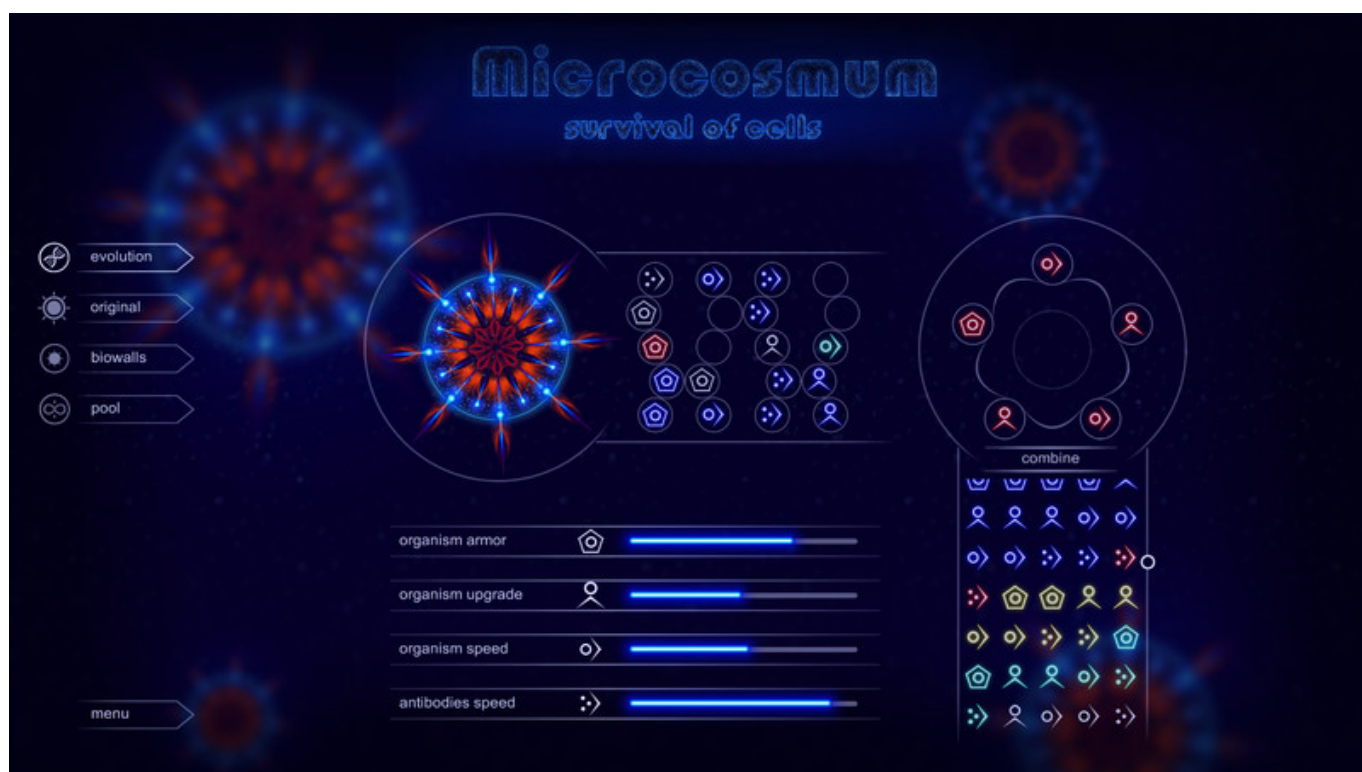 Microcosmum
survival of cells
evolution
original
biowalls
pool
combine
organism armor
organism upgrade
organism speed
antibodies speed
menu